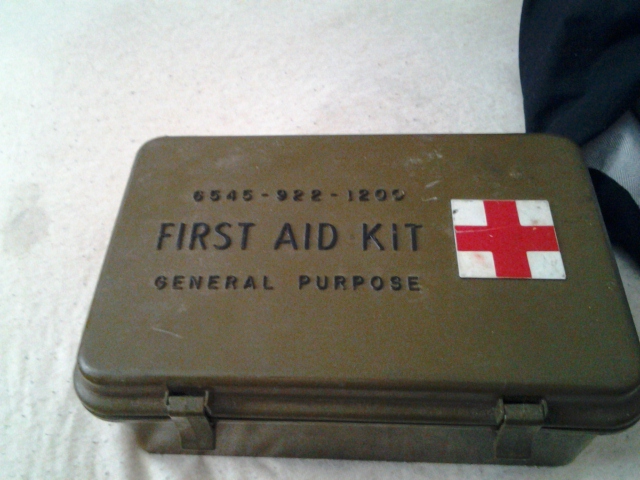 6545-922-1200
FIRST AID KiT
GENERAL PURPOSE